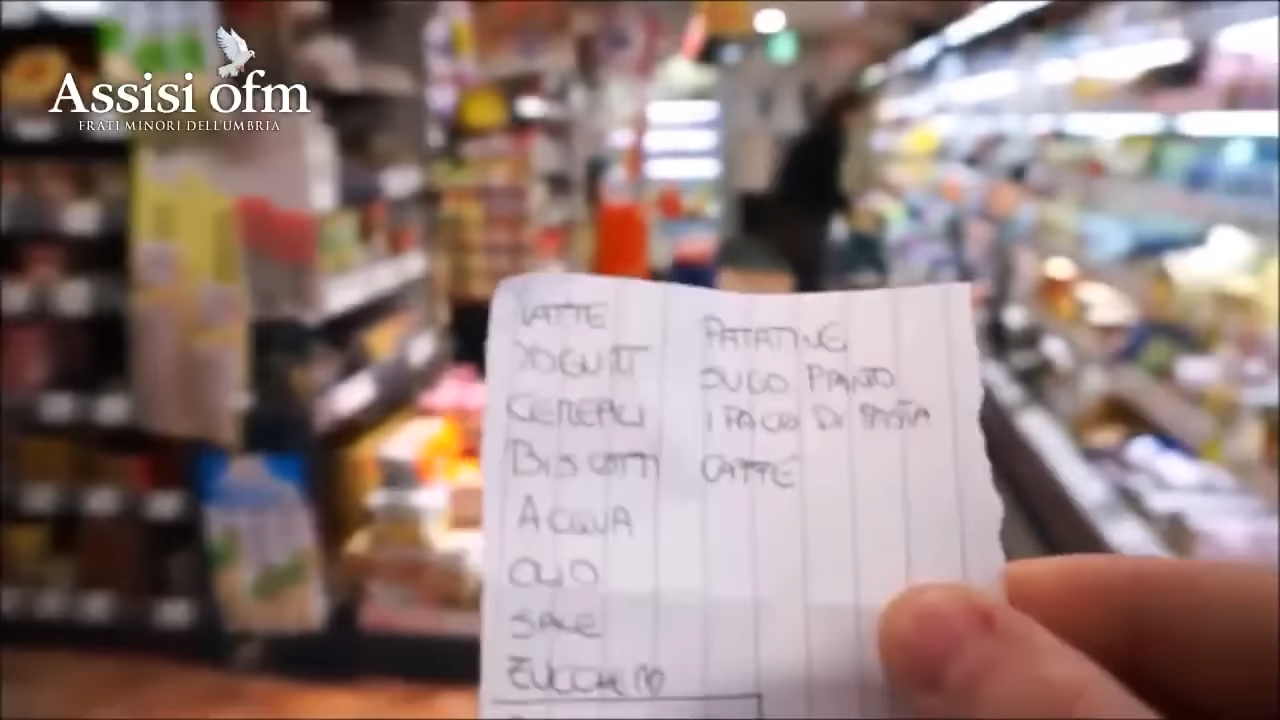 Assisi ofm
FRATI MINORI DELL'UMBRIA
LATTE
YOGURT
CEREALI
BISCOTTI
ACQUA
OLIO
SALE
ZUCCHERO
PATATINE
SUGO PRONTO
1 PACCO DI PASTA